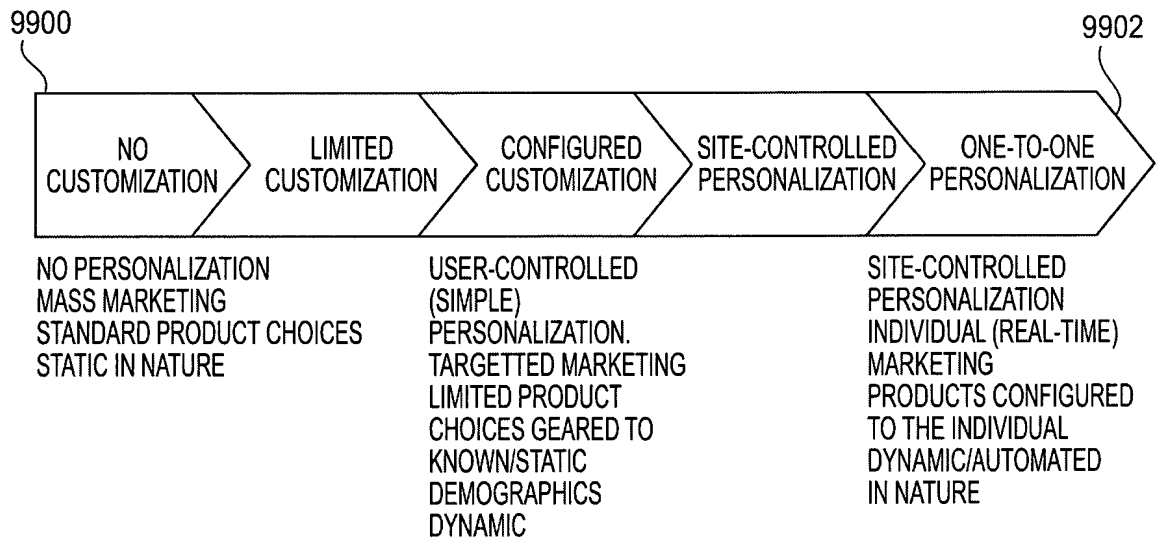 9900
9902
NO
CUSTOMIZATION
LIMITED
CUSTOMIZATION
CONFIGURED
CUSTOMIZATION
SITE-CONTROLLED
PERSONALIZATION
ONE-TO-ONE
PERSONALIZATION
NO PERSONALIZATION
MASS MARKETING
STANDARD PRODUCT CHOICES
STATIC IN NATURE
USER-CONTROLLED
(SIMPLE)
PERSONALIZATION.
TARGETTED MARKETING
LIMITED PRODUCT
CHOICES GEARED TO
KNOWN/STATIC
DEMOGRAPHICS
DYNAMIC
SITE-CONTROLLED
PERSONALIZATION
INDIVIDUAL (REAL-TIME)
MARKETING
PRODUCTS CONFIGURED
TO THE INDIVIDUAL
DYNAMIC/AUTOMATED
IN NATURE